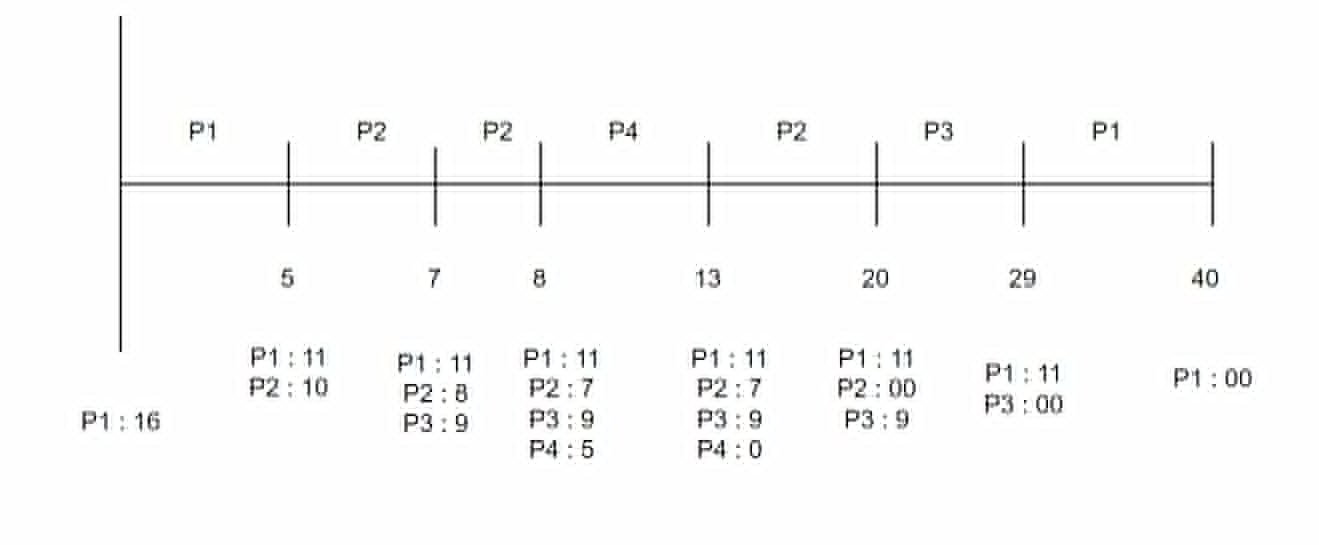 P1 P2 P2 P4 P2 P3 P1
5 7 8 13 20 29 40
P1 : 16
P1 : 11
P2 : 10
P1 : 11
P2 : 8
P3 : 9
P1 : 11
P2 : 7
P3 : 9
P4 : 5
P1 : 11
P2 : 7
P3 : 9
P4 : 0
P1 : 11
P2 : 00
P3 : 9
P1 : 11
P3 : 00
P1 : 00